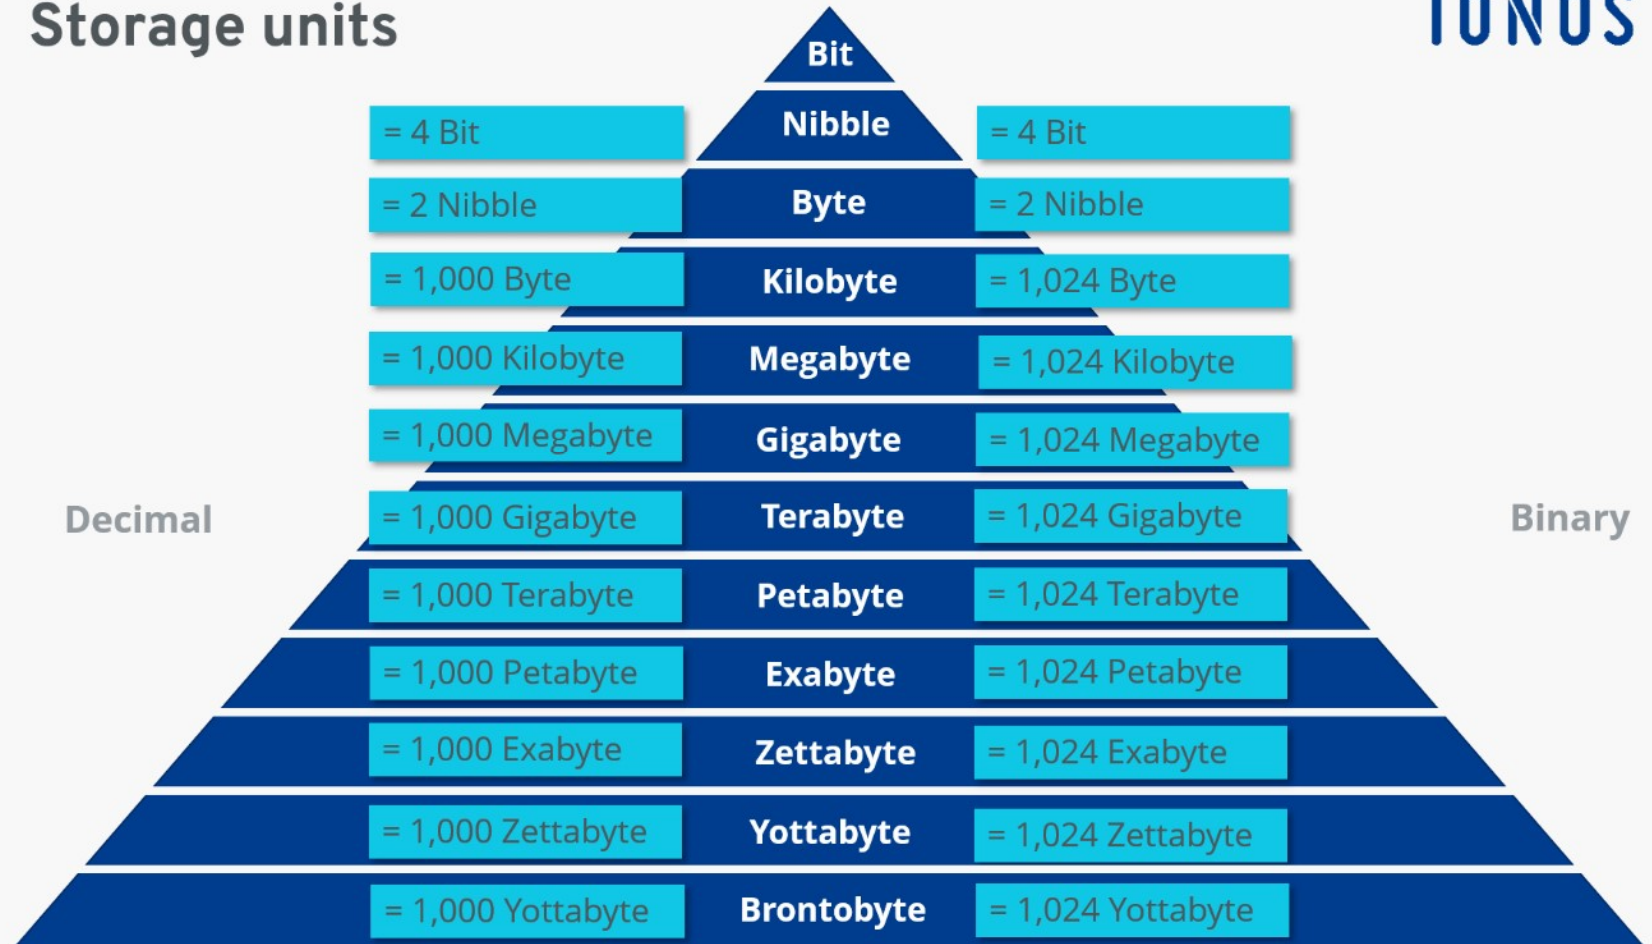 Storage units
IONOS
Bit
= 4 Bit
Nibble
= 4 Bit
= 2 Nibble
Byte
= 2 Nibble
= 1,000 Byte
Kilobyte
= 1,024 Byte
= 1,000 Kilobyte
Megabyte
= 1,024 Kilobyte
= 1,000 Megabyte
Gigabyte
= 1,024 Megabyte
Decimal
= 1,000 Gigabyte
Terabyte
= 1,024 Gigabyte
Binary
= 1,000 Terabyte
Petabyte
= 1,024 Terabyte
= 1,000 Petabyte
Exabyte
= 1,024 Petabyte
= 1,000 Exabyte
Zettabyte
= 1,024 Exabyte
= 1,000 Zettabyte
Yottabyte
= 1,024 Zettabyte
= 1,000 Yottabyte
Brontobyte
= 1,024 Yottabyte